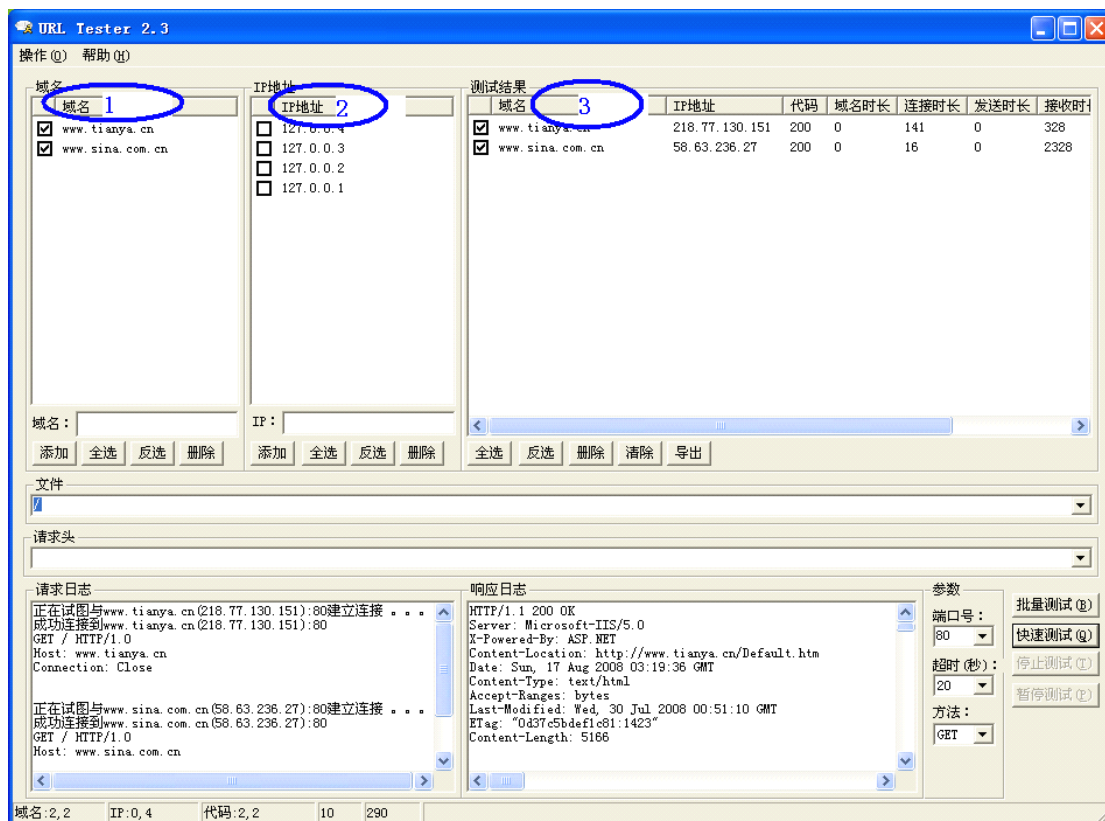 URL Tester 2.3
操作(O) 帮助(H)
域名
域名 1
www.tianya.cn
www.sina.com.cn
域名：
添加 全选 反选 删除
IP地址
IP地址 2
127.0.0.4
127.0.0.3
127.0.0.2
127.0.0.1
IP：
添加 全选 反选 删除
测试结果
域名 3 IP地址 代码 域名时长 连接时长 发送时长 接收时
www.tianya.cn 218.77.130.151 200 0 141 0 328
www.sina.com.cn 58.63.236.27 200 0 16 0 2328
全选 反选 删除 清除 导出
文件
/
请求头
请求日志
正在试图与www.tianya.cn(218.77.130.151):80建立连接 。。。
成功连接到www.tianya.cn(218.77.130.151):80
GET / HTTP/1.0
Host: www.tianya.cn
Connection: Close
正在试图与www.sina.com.cn(58.63.236.27):80建立连接 。。。
成功连接到www.sina.com.cn(58.63.236.27):80
GET / HTTP/1.0
Host: www.sina.com.cn
响应日志
HTTP/1.1 200 OK
Server: Microsoft-IIS/5.0
X-Powered-By: ASP.NET
Content-Location: http://www.tianya.cn/Default.htm
Date: Sun, 17 Aug 2008 03:19:36 GMT
Content-Type: text/html
Accept-Ranges: bytes
Last-Modified: Wed, 30 Jul 2008 00:51:10 GMT
ETag: "0d37c5bdef1c81:1423"
Content-Length: 5166
参数
端口号：
80
超时(秒)：
20
方法：
GET
批量测试(B)
快速测试(Q)
停止测试(T)
暂停测试(P)
域名:2,2 IP:0,4 代码:2,2 10 290